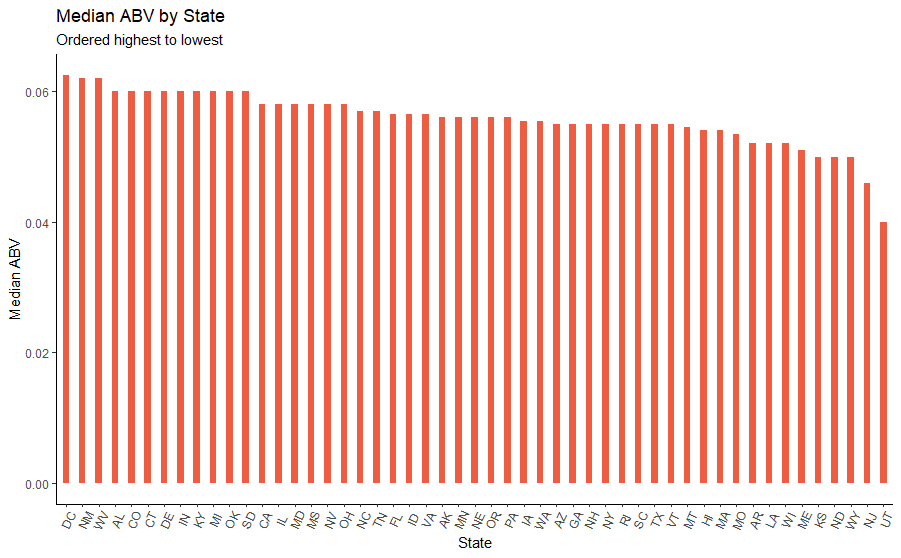 Median ABV by State
Ordered highest to lowest
Median ABV
0.06
0.04
0.02
0.00
DC NM WV AL CO CT DE IN KY MI OK SD CA IL MD MS NV OH NC TN FL ID VA AK MN NE OR PA IA WA AZ GA NH NY RI SC TX VT MT HI MA MO AR LA WI ME KS ND WY NJ UT
State